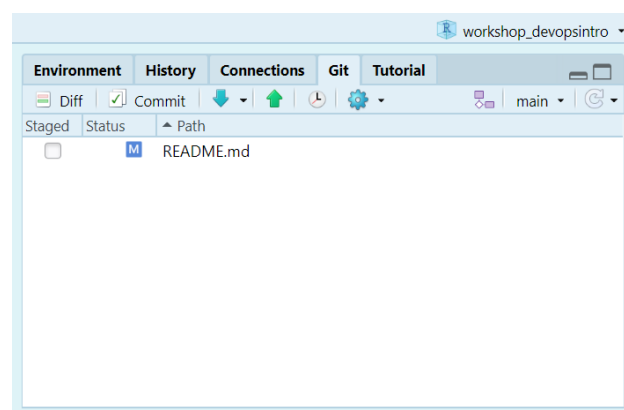 workshop_devopsintro
Environment History Connections Git Tutorial
Diff Commit main
Staged Status Path
M README.md